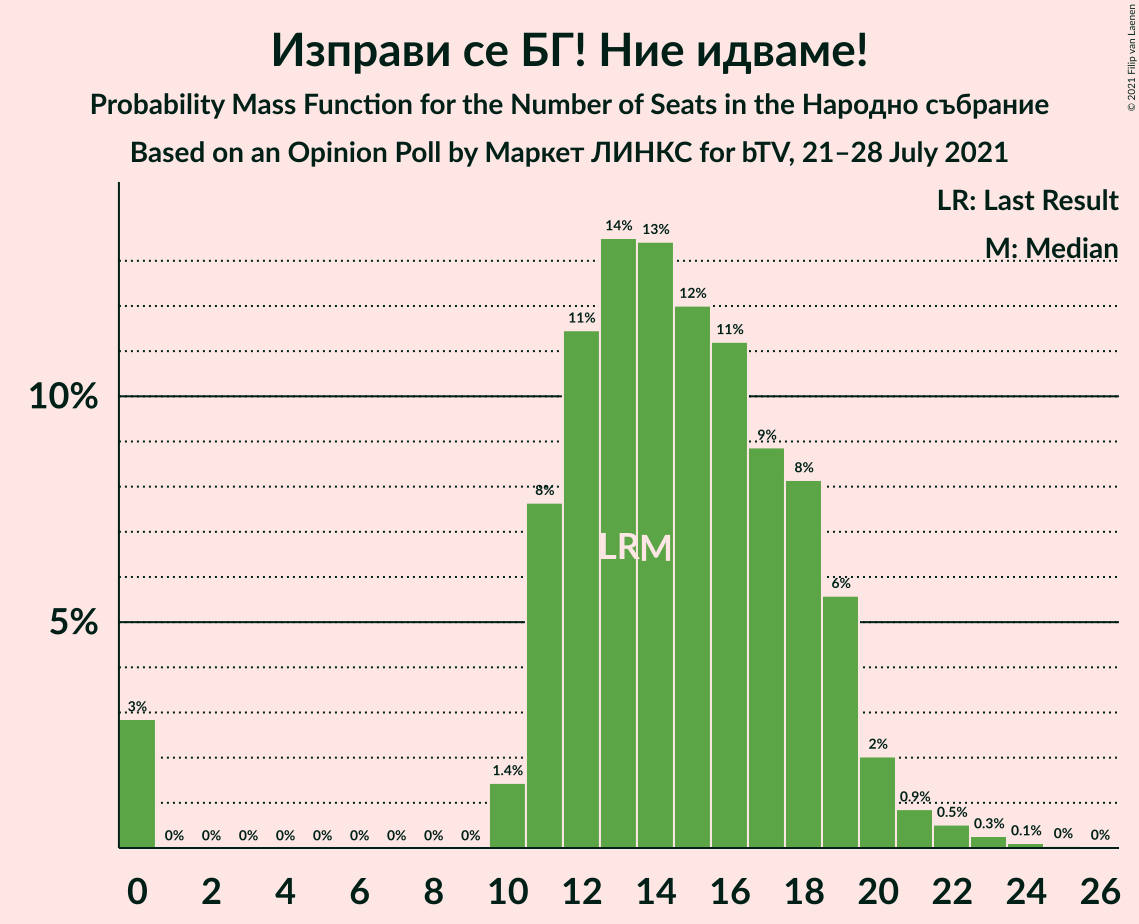 Изправи се БГ! Ние идваме!
Probability Mass Function for the Number of Seats in the Народно събрание
Based on an Opinion Poll by Маркет ЛИНКС for bTV, 21–28 July 2021
© 2021 Filip van Laenen
LR: Last Result
M: Median
14% 13%
12%
11% 11%
10%
9%
8% 8%
LR M
6%
5%
3%
2%
1.4%
0.9% 0.5% 0.3% 0.1% 0% 0%
0% 0% 0% 0% 0% 0% 0% 0% 0%
0 2 4 6 8 10 12 14 16 18 20 22 24 26